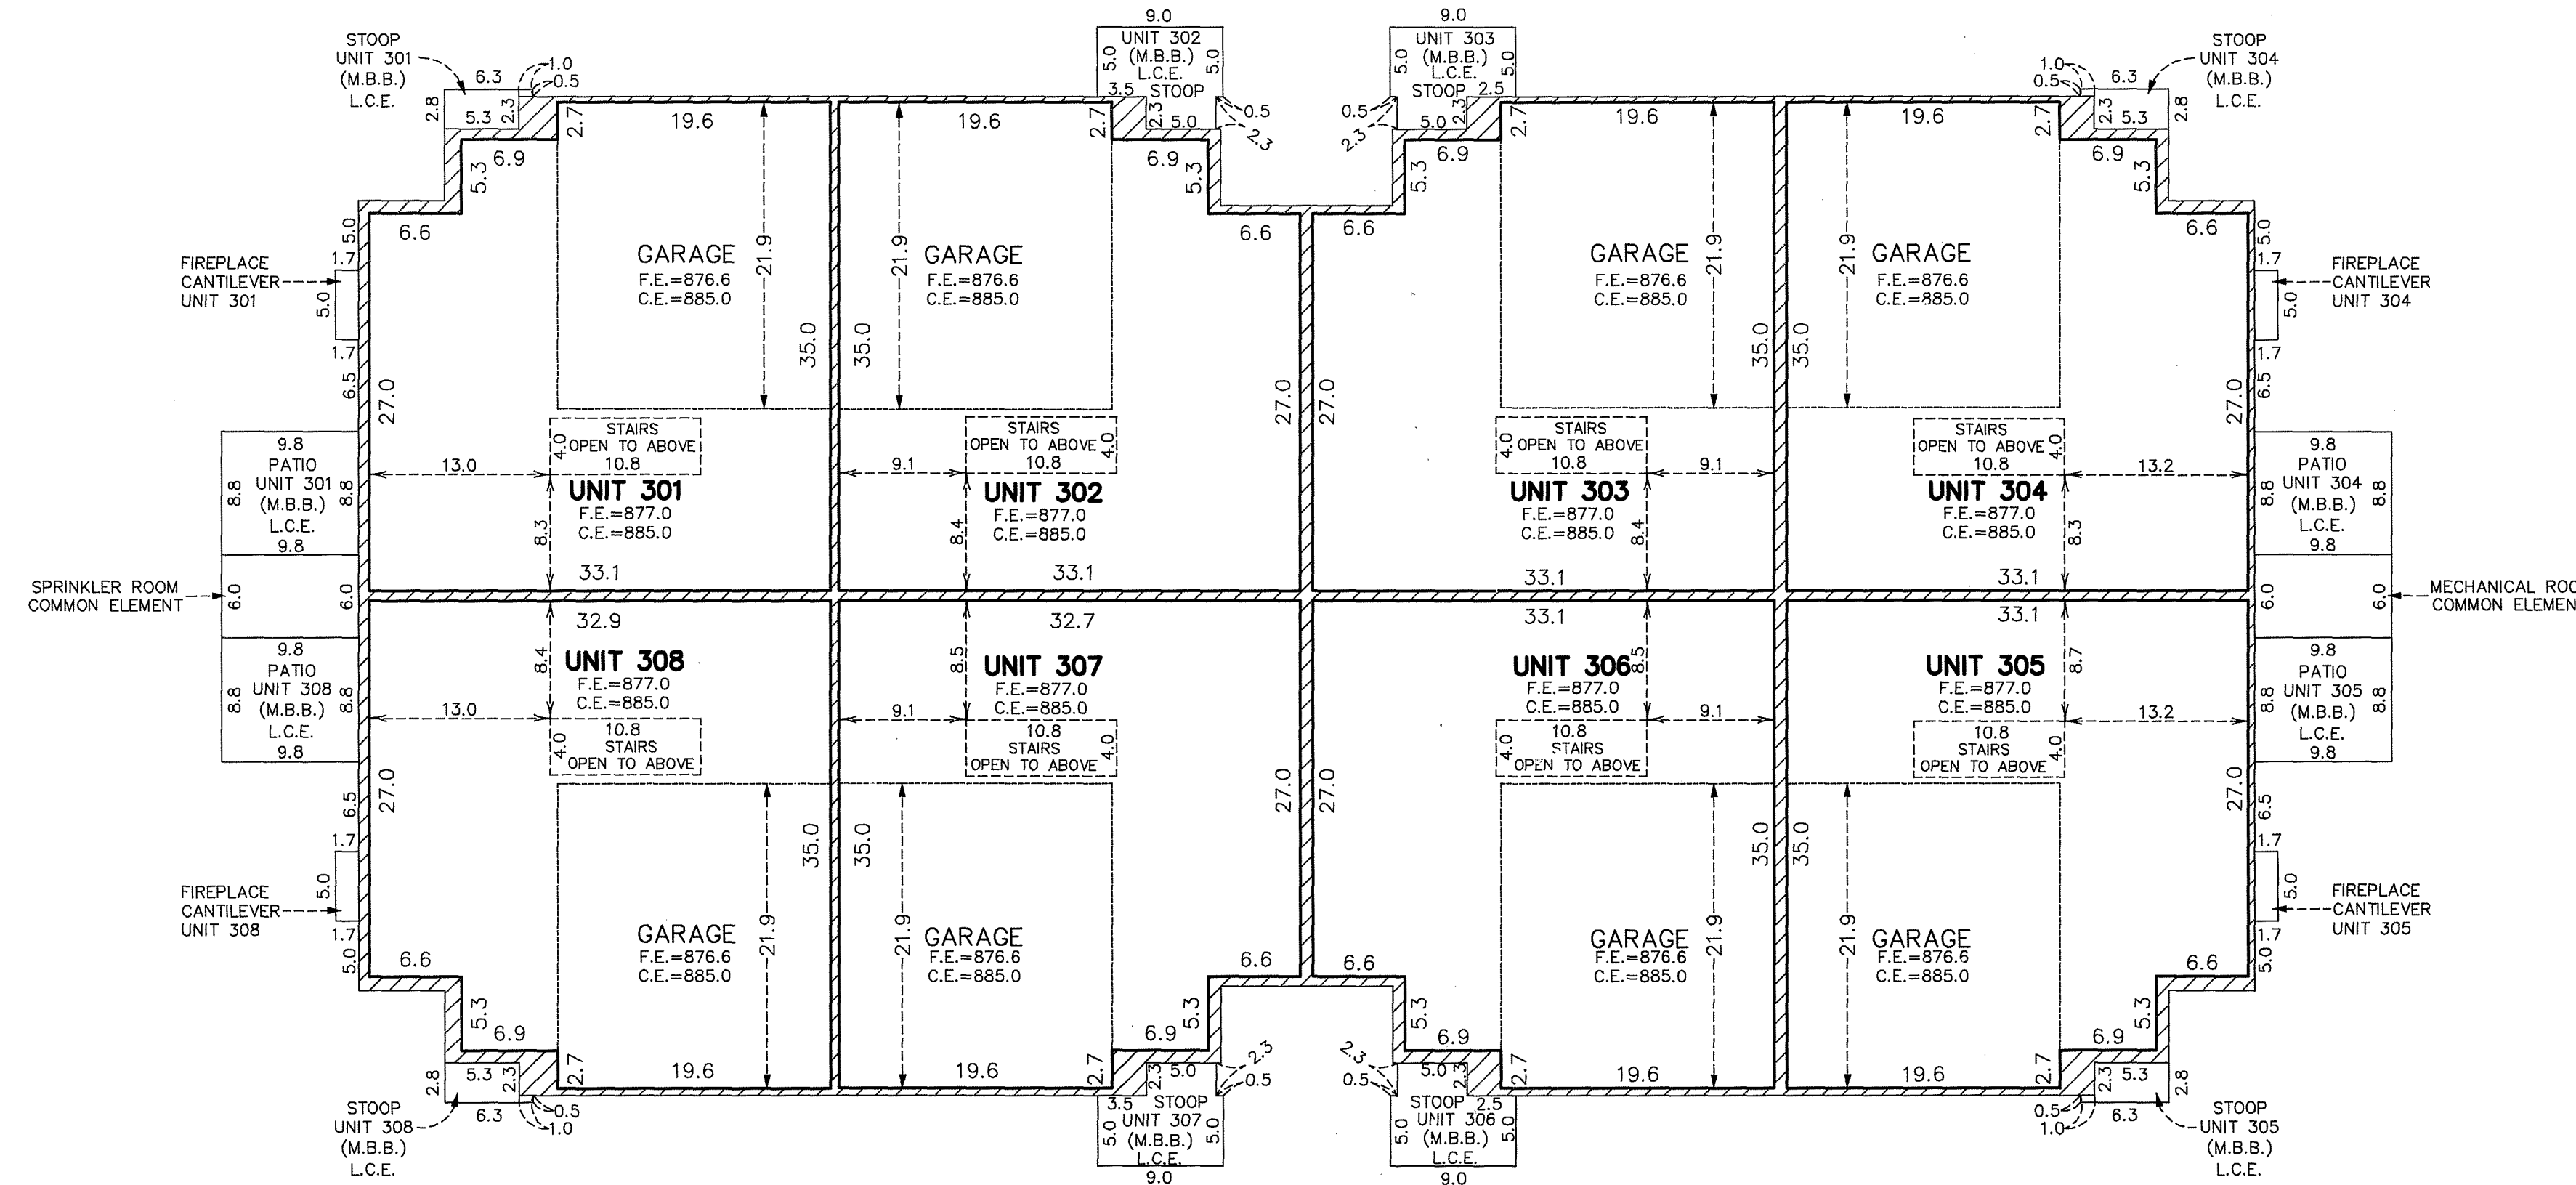 STOOP
UNIT 301
(M.B.B.)
L.C.E.
6.3
1.0
0.5
2.8
5.3
2.3
2.7
19.6
6.9
5.3
6.6
5.0
1.7
FIREPLACE
CANTILEVER
UNIT 301
5.0
1.7
6.5
27.0
GARAGE
F.E.=876.6
C.E.=885.0
21.9
35.0
STAIRS
OPEN TO ABOVE
10.8
4.0
13.0
8.3
UNIT 301
F.E.=877.0
C.E.=885.0
33.1
9.8
PATIO
UNIT 301
(M.B.B.)
L.C.E.
9.8
8.8
8.8
9.0
UNIT 302
(M.B.B.)
L.C.E.
STOOP
5.0
5.0
3.5
2.3
5.0
0.5
2.3
19.6
2.7
6.9
5.3
6.6
GARAGE
F.E.=876.6
C.E.=885.0
21.9
35.0
27.0
STAIRS
OPEN TO ABOVE
10.8
4.0
9.1
8.4
UNIT 302
F.E.=877.0
C.E.=885.0
33.1
9.0
UNIT 303
(M.B.B.)
L.C.E.
STOOP
5.0
5.0
2.5
0.5
2.3
5.0
2.3
2.7
19.6
6.9
5.3
6.6
GARAGE
F.E.=876.6
C.E.=885.0
21.9
35.0
27.0
STAIRS
OPEN TO ABOVE
10.8
4.0
9.1
8.4
UNIT 303
F.E.=877.0
C.E.=885.0
33.1
STOOP
UNIT 304
(M.B.B.)
L.C.E.
1.0
0.5
6.3
2.3
5.3
2.8
19.6
2.7
6.9
5.3
6.6
5.0
1.7
FIREPLACE
CANTILEVER
UNIT 304
5.0
1.7
6.5
27.0
GARAGE
F.E.=876.6
C.E.=885.0
21.9
35.0
STAIRS
OPEN TO ABOVE
10.8
4.0
13.2
8.3
UNIT 304
F.E.=877.0
C.E.=885.0
33.1
9.8
PATIO
UNIT 304
(M.B.B.)
L.C.E.
9.8
8.8
8.8
SPRINKLER ROOM
COMMON ELEMENT
6.0
6.0
6.0
6.0
MECHANICAL ROO
COMMON ELEMEN
9.8
PATIO
UNIT 308
(M.B.B.)
L.C.E.
9.8
8.8
8.8
32.9
8.4
UNIT 308
F.E.=877.0
C.E.=885.0
13.0
10.8
STAIRS
OPEN TO ABOVE
4.0
27.0
6.5
1.7
5.0
FIREPLACE
CANTILEVER
UNIT 308
1.7
5.0
6.6
5.3
6.9
2.7
GARAGE
F.E.=876.6
C.E.=885.0
21.9
35.0
19.6
2.8
5.3
2.3
6.3
0.5
1.0
STOOP
UNIT 308
(M.B.B.)
L.C.E.
32.7
8.5
UNIT 307
F.E.=877.0
C.E.=885.0
9.1
10.8
STAIRS
OPEN TO ABOVE
4.0
35.0
27.0
GARAGE
F.E.=876.6
C.E.=885.0
21.9
6.6
5.3
6.9
2.7
19.6
2.3
5.0
2.3
0.5
3.5
STOOP
UNIT 307
(M.B.B.)
L.C.E.
5.0
5.0
9.0
33.1
8.5
UNIT 306
F.E.=877.0
C.E.=885.0
9.1
10.8
STAIRS
OPEN TO ABOVE
4.0
27.0
35.0
GARAGE
F.E.=876.6
C.E.=885.0
21.9
6.6
5.3
6.9
2.7
19.6
2.3
0.5
5.0
2.3
2.5
STOOP
UNIT 306
(M.B.B.)
L.C.E.
5.0
5.0
9.0
33.1
8.7
UNIT 305
F.E.=877.0
C.E.=885.0
13.2
10.8
STAIRS
OPEN TO ABOVE
4.0
35.0
27.0
GARAGE
F.E.=876.6
C.E.=885.0
21.9
9.8
PATIO
UNIT 305
(M.B.B.)
L.C.E.
9.8
8.8
8.8
6.5
1.7
5.0
FIREPLACE
CANTILEVER
UNIT 305
1.7
5.0
6.6
5.3
6.9
2.7
19.6
2.3
5.3
2.8
0.5
1.0
6.3
STOOP
UNIT 305
(M.B.B.)
L.C.E.